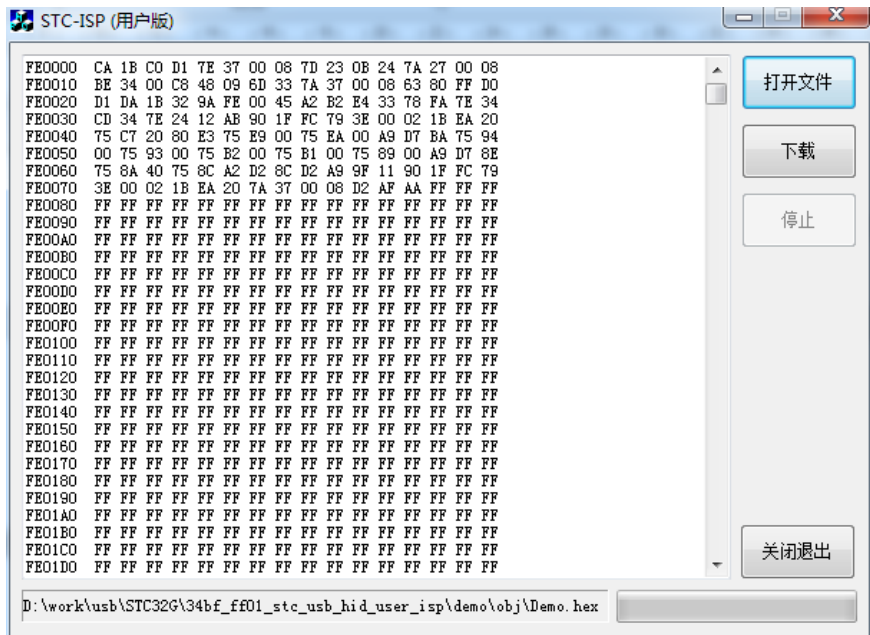 STC-ISP (用户版)
FE0000 CA 1B C0 D1 7E 37 00 08 7D 23 0B 24 7A 27 00 08
FE0010 BE 34 00 C8 48 09 6D 33 7A 37 00 08 63 80 FF D0
FE0020 D1 DA 1B 32 9A FE 00 45 A2 B2 E4 33 78 FA 7E 34
FE0030 CD 34 7E 24 12 AB 90 1F FC 79 3E 00 02 1B EA 20
FE0040 75 C7 20 80 E3 75 E9 00 75 EA 00 A9 D7 BA 75 94
FE0050 00 75 93 00 75 B2 00 75 B1 00 75 89 00 A9 D7 8E
FE0060 75 8A 40 75 8C A2 D2 8C D2 A9 9F 11 90 1F FC 79
FE0070 3E 00 02 1B EA 20 7A 37 00 08 D2 AF AA FF FF FF
FE0080 FF FF FF FF FF FF FF FF FF FF FF FF FF FF FF FF
FE0090 FF FF FF FF FF FF FF FF FF FF FF FF FF FF FF FF
FE00A0 FF FF FF FF FF FF FF FF FF FF FF FF FF FF FF FF
FE00B0 FF FF FF FF FF FF FF FF FF FF FF FF FF FF FF FF
FE00C0 FF FF FF FF FF FF FF FF FF FF FF FF FF FF FF FF
FE00D0 FF FF FF FF FF FF FF FF FF FF FF FF FF FF FF FF
FE00E0 FF FF FF FF FF FF FF FF FF FF FF FF FF FF FF FF
FE00F0 FF FF FF FF FF FF FF FF FF FF FF FF FF FF FF FF
FE0100 FF FF FF FF FF FF FF FF FF FF FF FF FF FF FF FF
FE0110 FF FF FF FF FF FF FF FF FF FF FF FF FF FF FF FF
FE0120 FF FF FF FF FF FF FF FF FF FF FF FF FF FF FF FF
FE0130 FF FF FF FF FF FF FF FF FF FF FF FF FF FF FF FF
FE0140 FF FF FF FF FF FF FF FF FF FF FF FF FF FF FF FF
FE0150 FF FF FF FF FF FF FF FF FF FF FF FF FF FF FF FF
FE0160 FF FF FF FF FF FF FF FF FF FF FF FF FF FF FF FF
FE0170 FF FF FF FF FF FF FF FF FF FF FF FF FF FF FF FF
FE0180 FF FF FF FF FF FF FF FF FF FF FF FF FF FF FF FF
FE0190 FF FF FF FF FF FF FF FF FF FF FF FF FF FF FF FF
FE01A0 FF FF FF FF FF FF FF FF FF FF FF FF FF FF FF FF
FE01B0 FF FF FF FF FF FF FF FF FF FF FF FF FF FF FF FF
FE01C0 FF FF FF FF FF FF FF FF FF FF FF FF FF FF FF FF
FE01D0 FF FF FF FF FF FF FF FF FF FF FF FF FF FF FF FF
打开文件
下载
停止
关闭退出
D:\work\usb\STC32G\34bf_ff01_stc_usb_hid_user_isp\demo\obj\Demo.hex